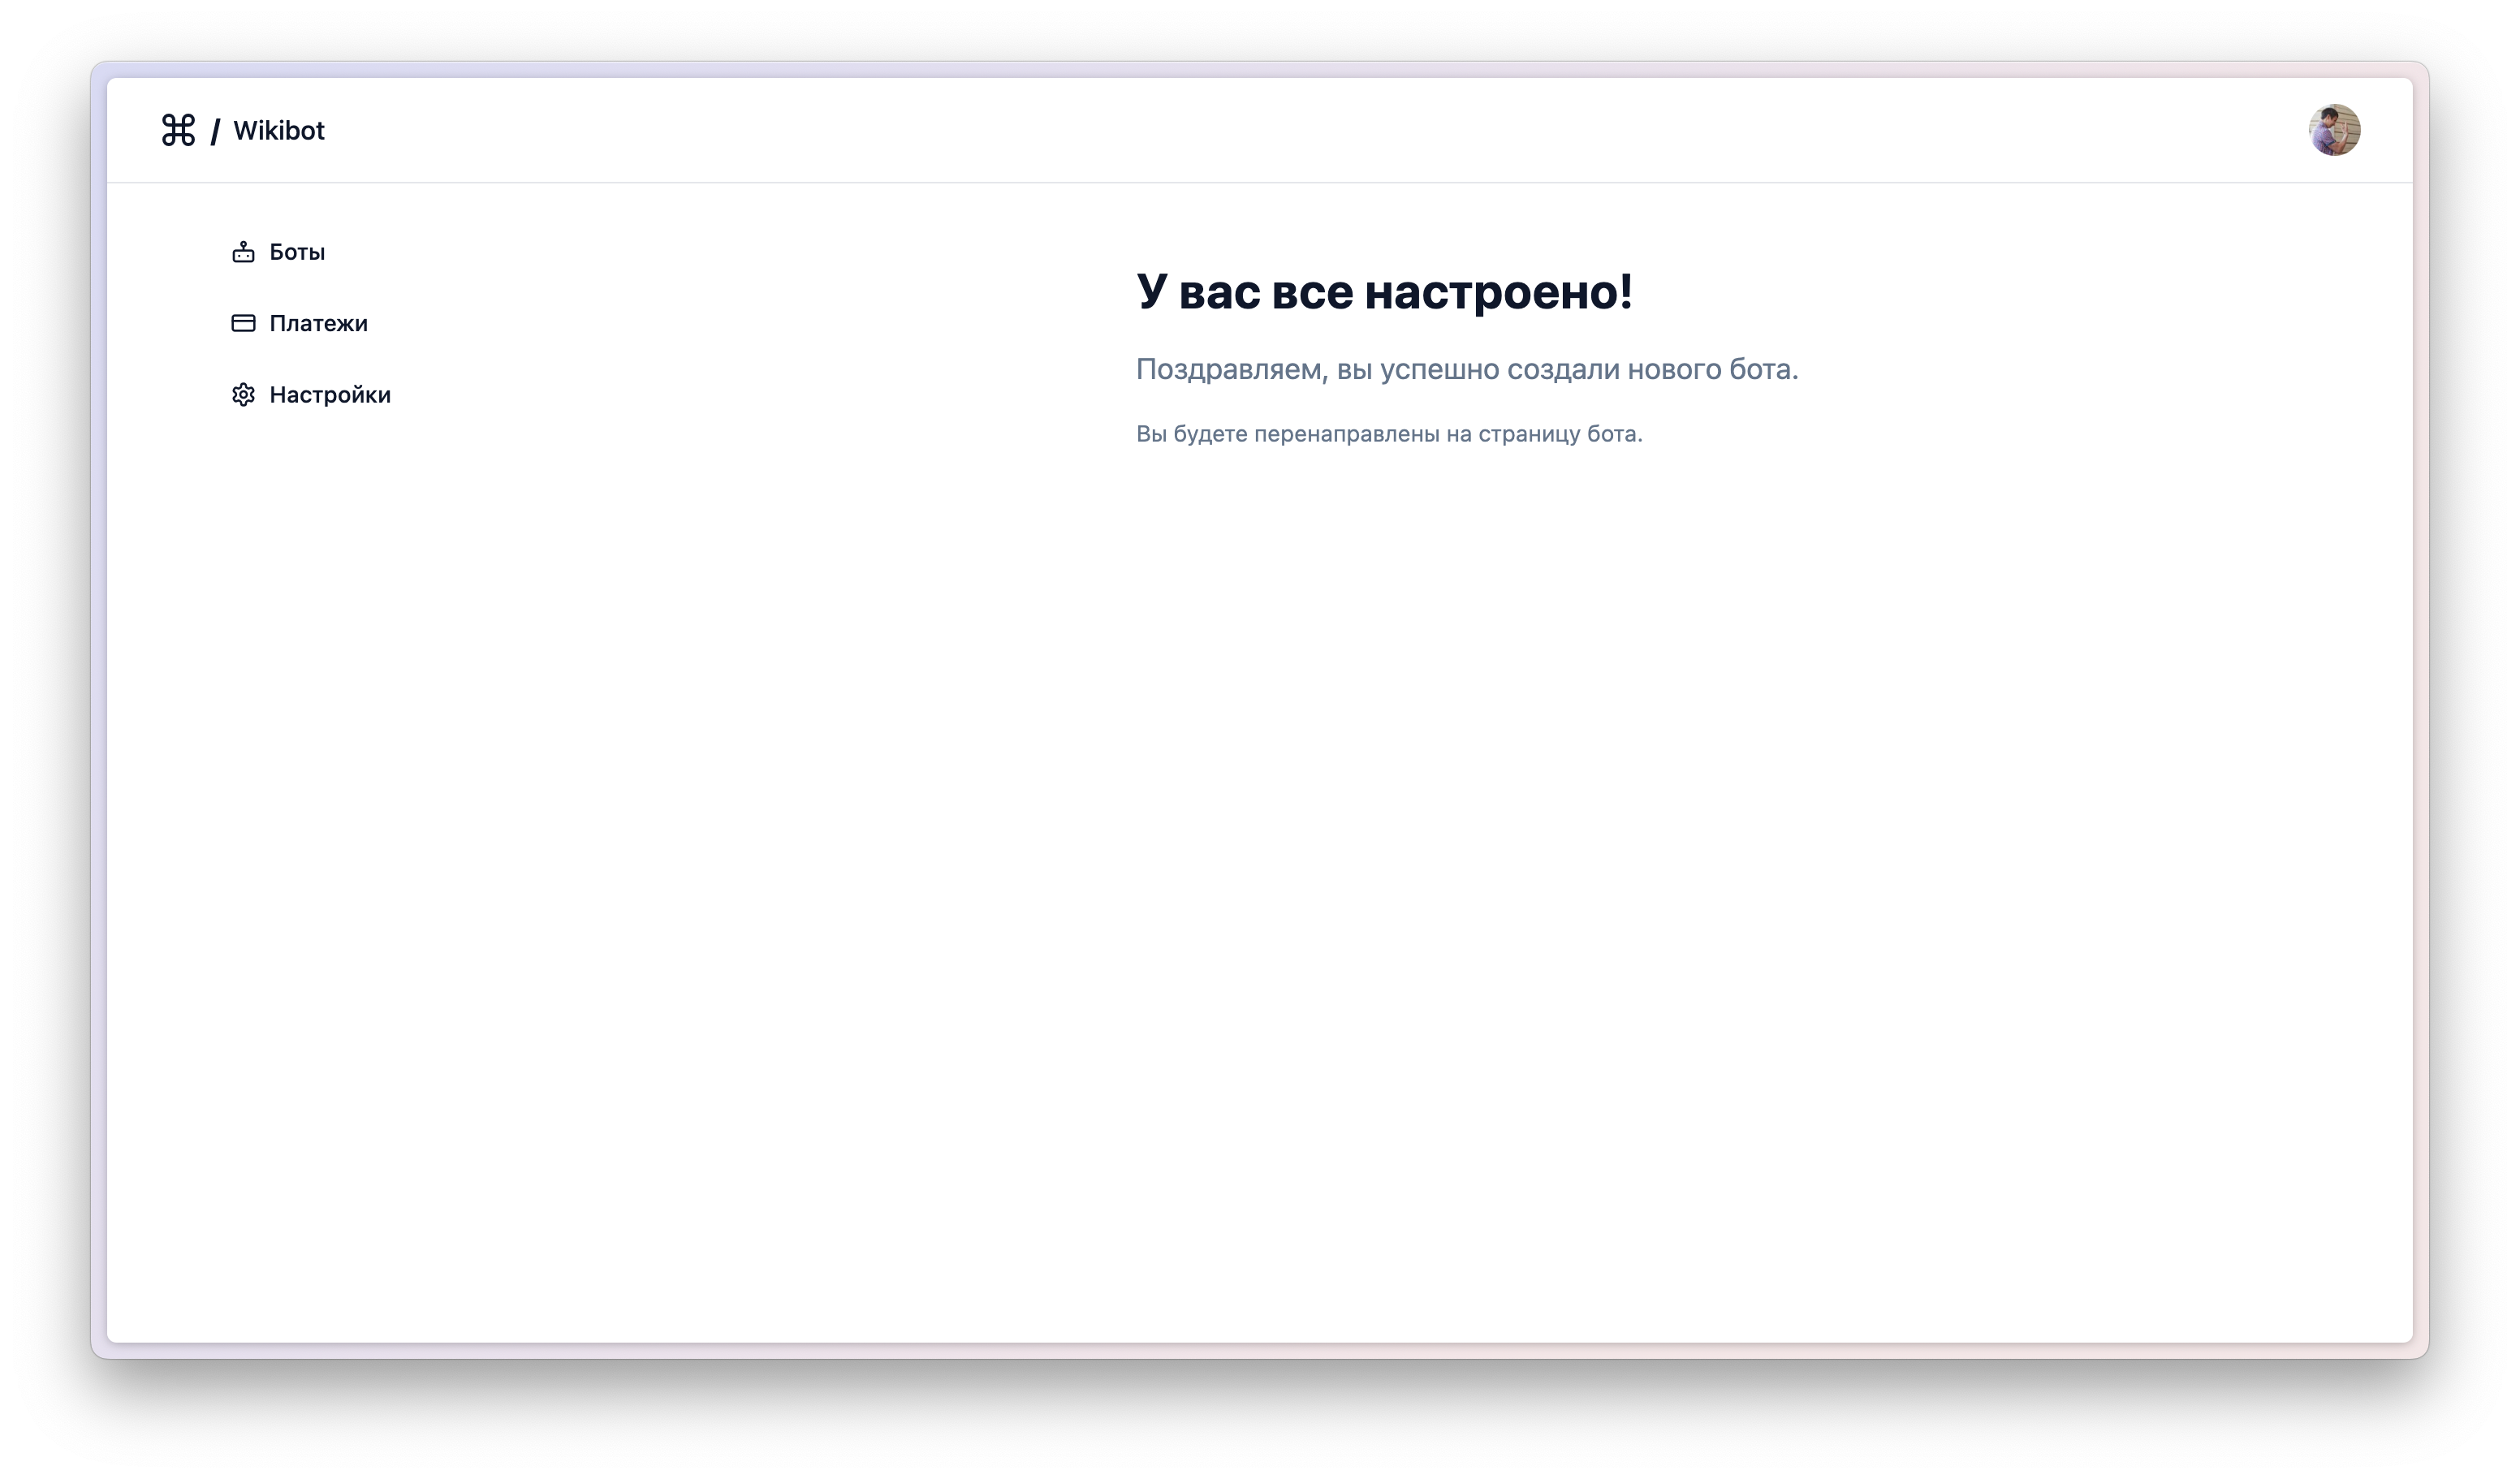 / Wikibot
Боты
Платежи
Настройки
У вас все настроено!
Поздравляем, вы успешно создали нового бота.
Вы будете перенаправлены на страницу бота.